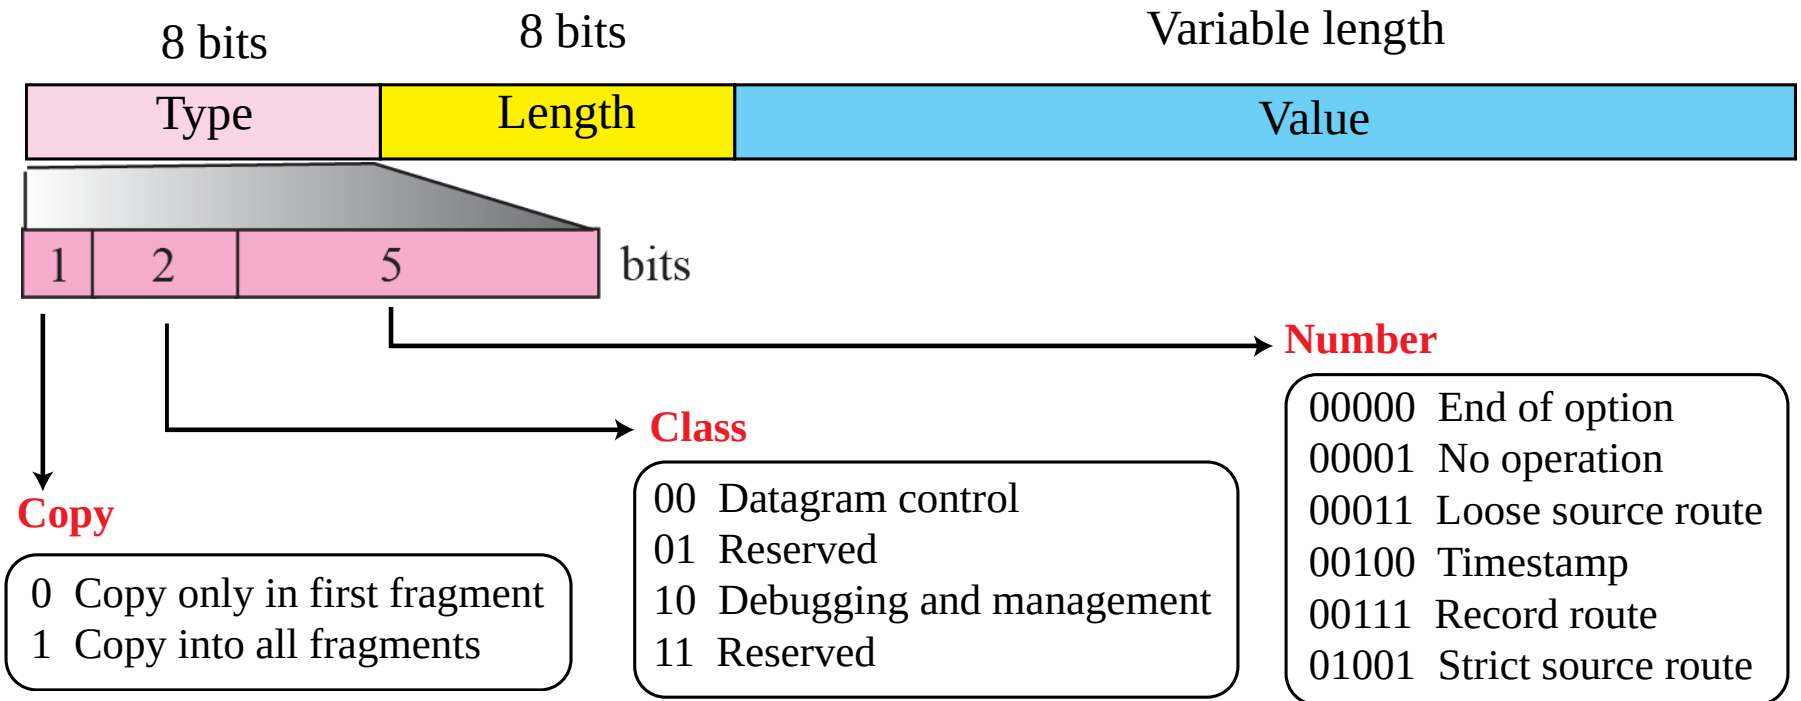 8 bits 8 bits Variable length
Type Length Value
1 2 5 bits
Number
00000 End of option
00001 No operation
00011 Loose source route
00100 Timestamp
00111 Record route
01001 Strict source route
Class
00 Datagram control
01 Reserved
10 Debugging and management
11 Reserved
Copy
0 Copy only in first fragment
1 Copy into all fragments